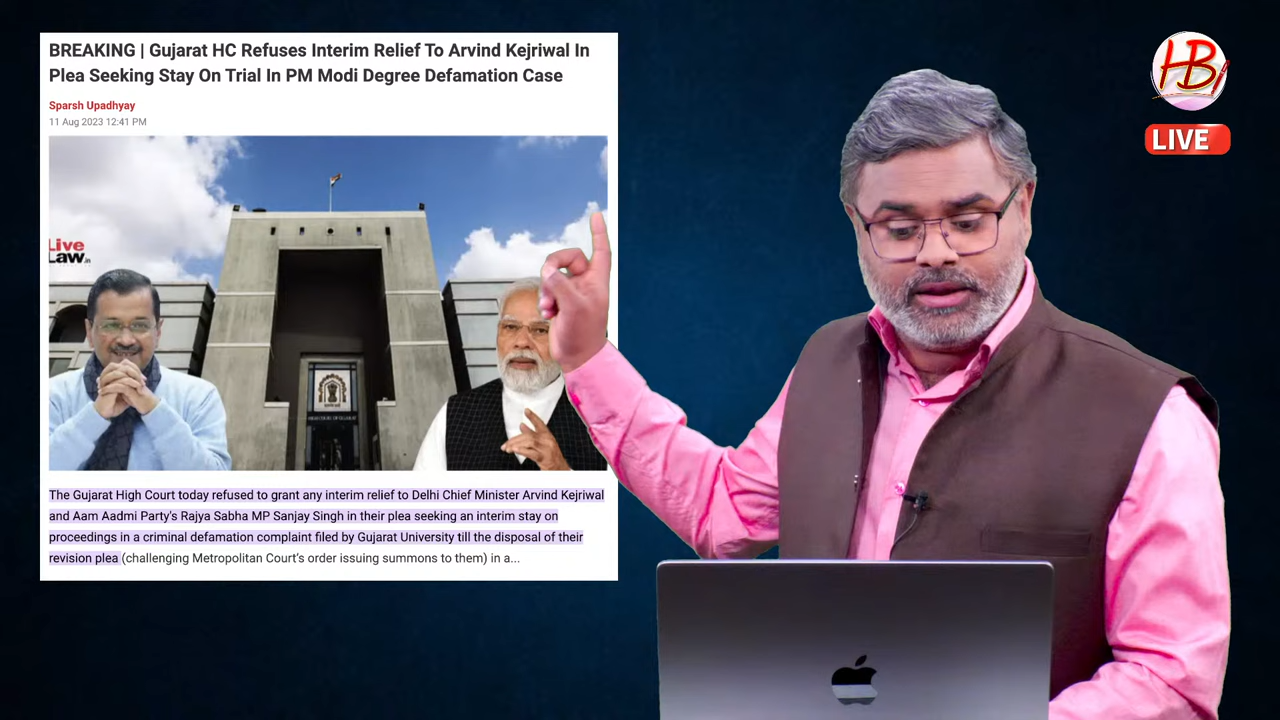 BREAKING | Gujarat HC Refuses Interim Relief To Arvind Kejriwal In
Plea Seeking Stay On Trial In PM Modi Degree Defamation Case
Sparsh Upadhyay
11 Aug 2023 12:41 PM
Live
Law.in
The Gujarat High Court today refused to grant any interim relief to Delhi Chief Minister Arvind Kejriwal
and Aam Aadmi Party's Rajya Sabha MP Sanjay Singh in their plea seeking an interim stay on
proceedings in a criminal defamation complaint filed by Gujarat University till the disposal of their
revision plea (challenging Metropolitan Court's order issuing summons to them) in a...
HB
LIVE